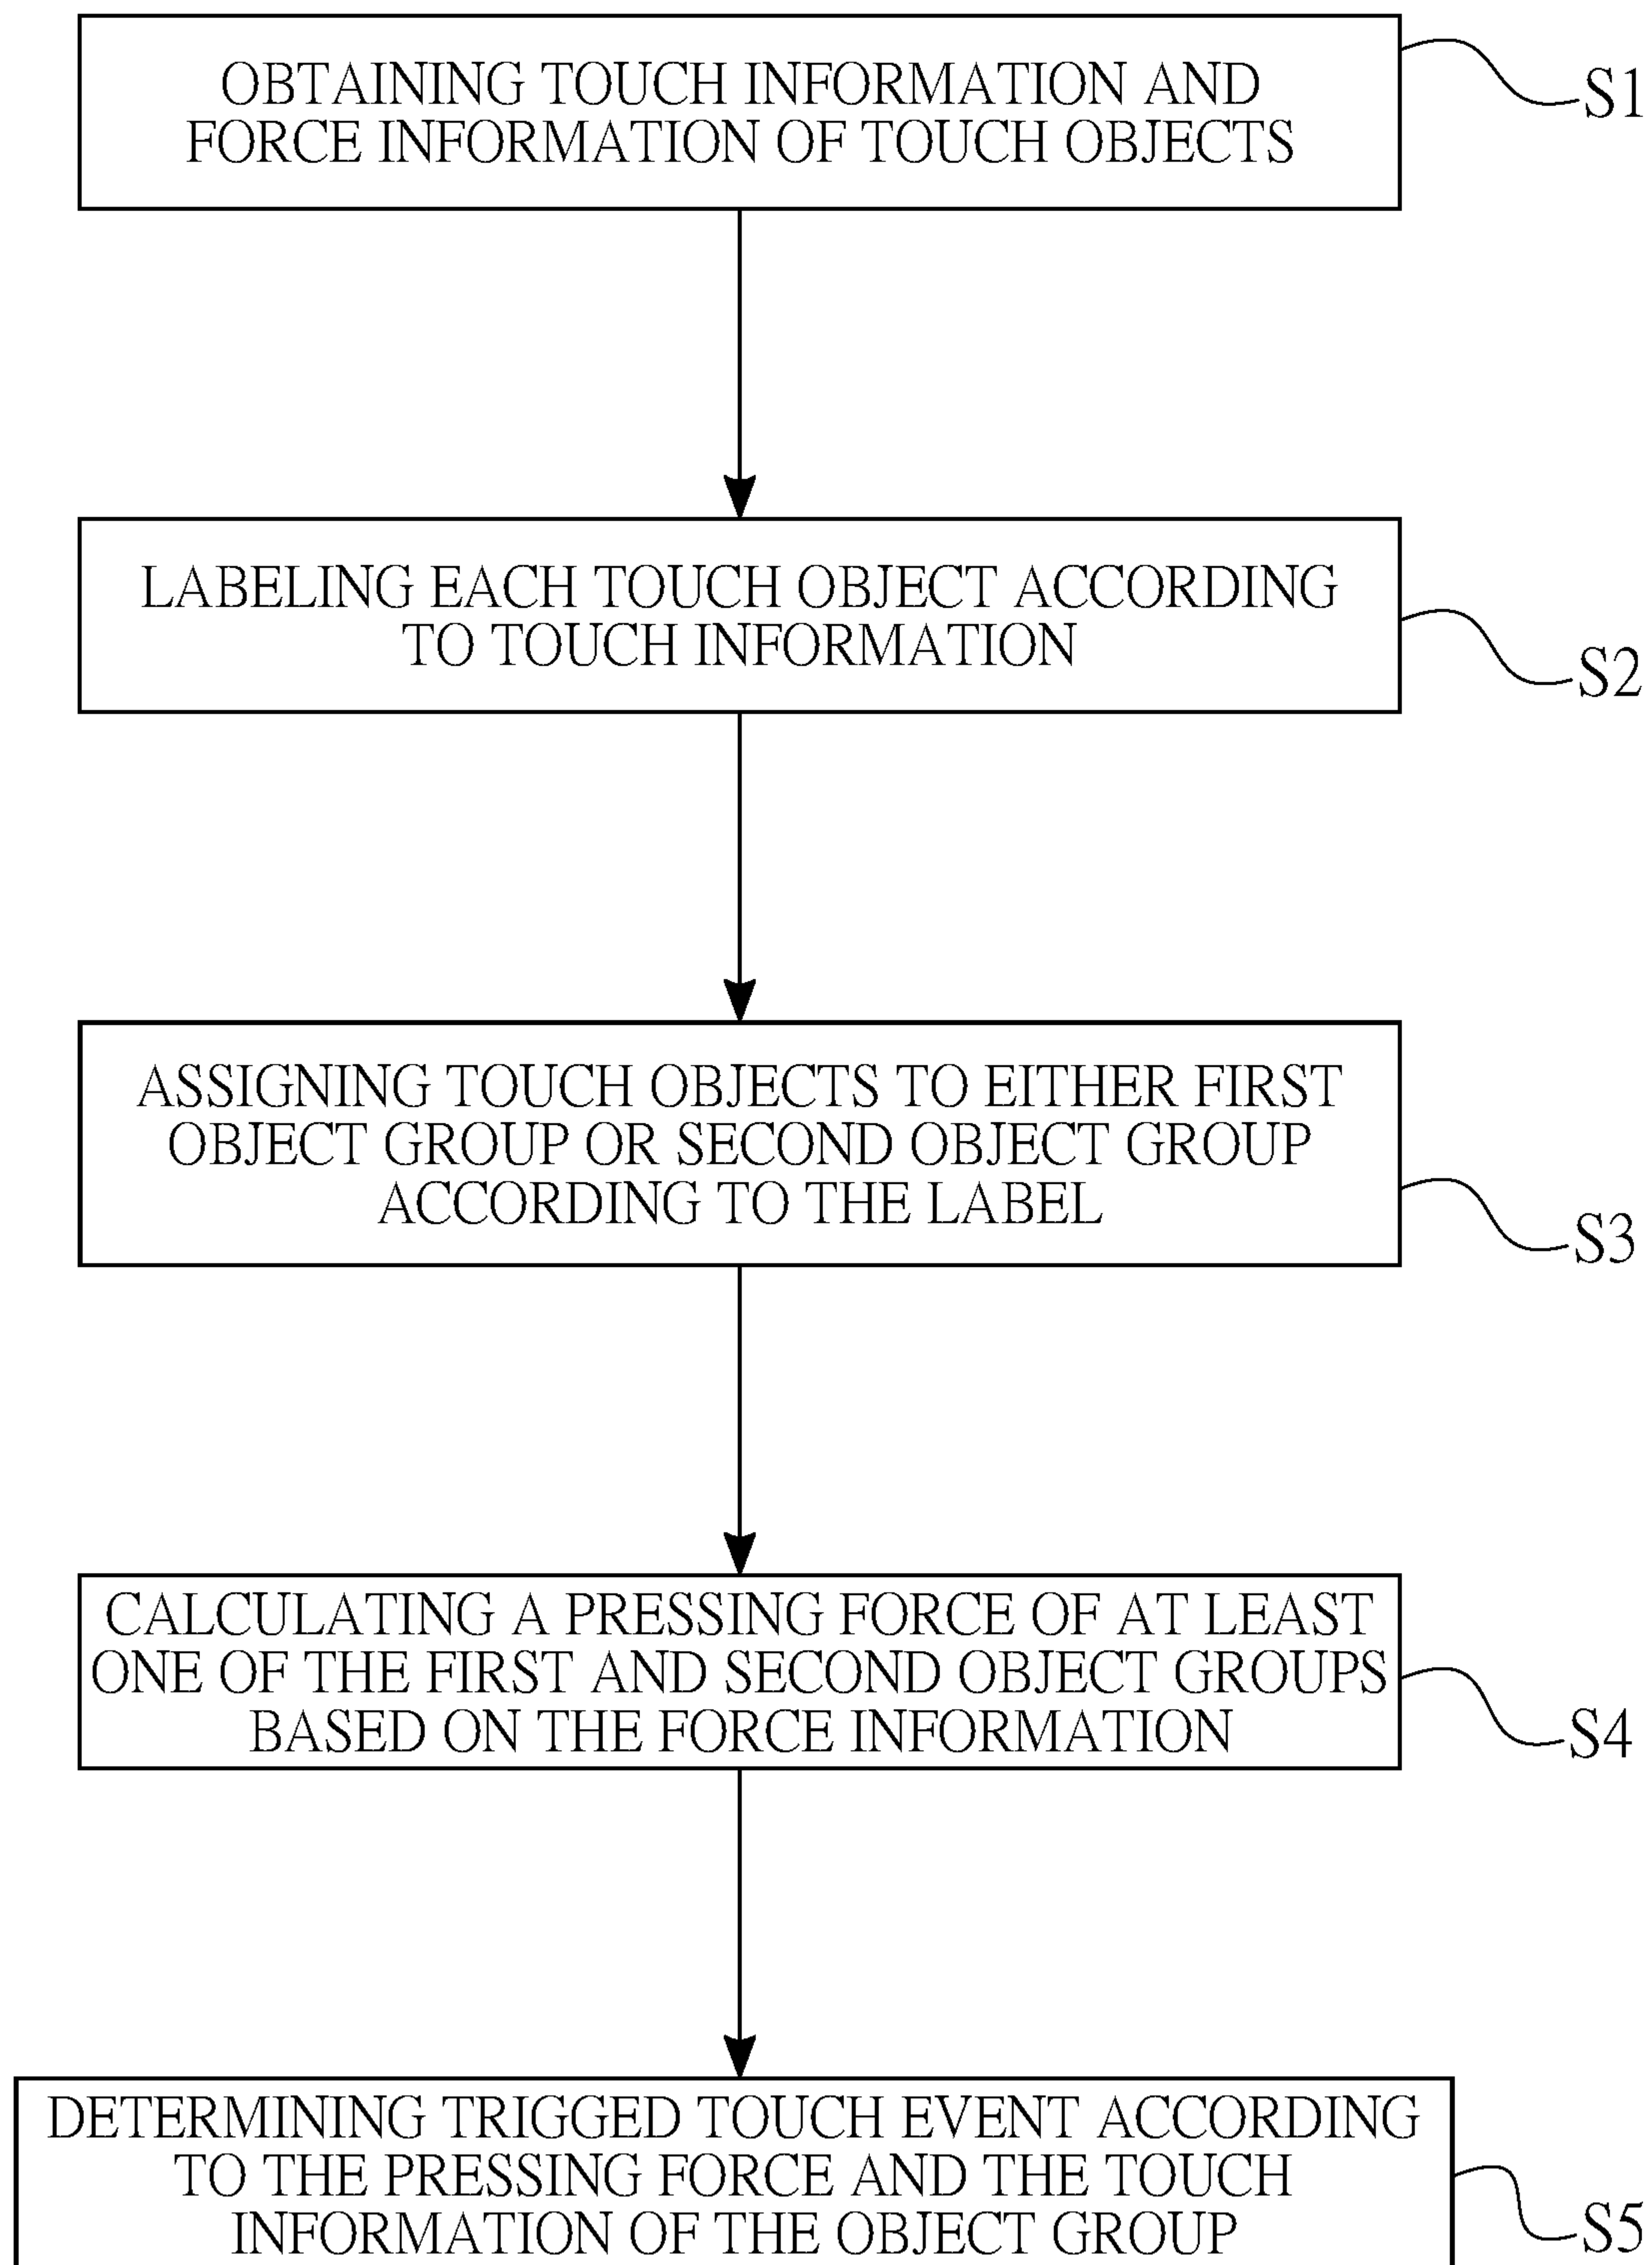 OBTAINING TOUCH INFORMATION AND
FORCE INFORMATION OF TOUCH OBJECTS
S1
LABELING EACH TOUCH OBJECT ACCORDING
TO TOUCH INFORMATION
S2
ASSIGNING TOUCH OBJECTS TO EITHER FIRST
OBJECT GROUP OR SECOND OBJECT GROUP
ACCORDING TO THE LABEL
S3
CALCULATING A PRESSING FORCE OF AT LEAST
ONE OF THE FIRST AND SECOND OBJECT GROUPS
BASED ON THE FORCE INFORMATION
S4
DETERMINING TRIGGED TOUCH EVENT ACCORDING
TO THE PRESSING FORCE AND THE TOUCH
INFORMATION OF THE OBJECT GROUP
S5